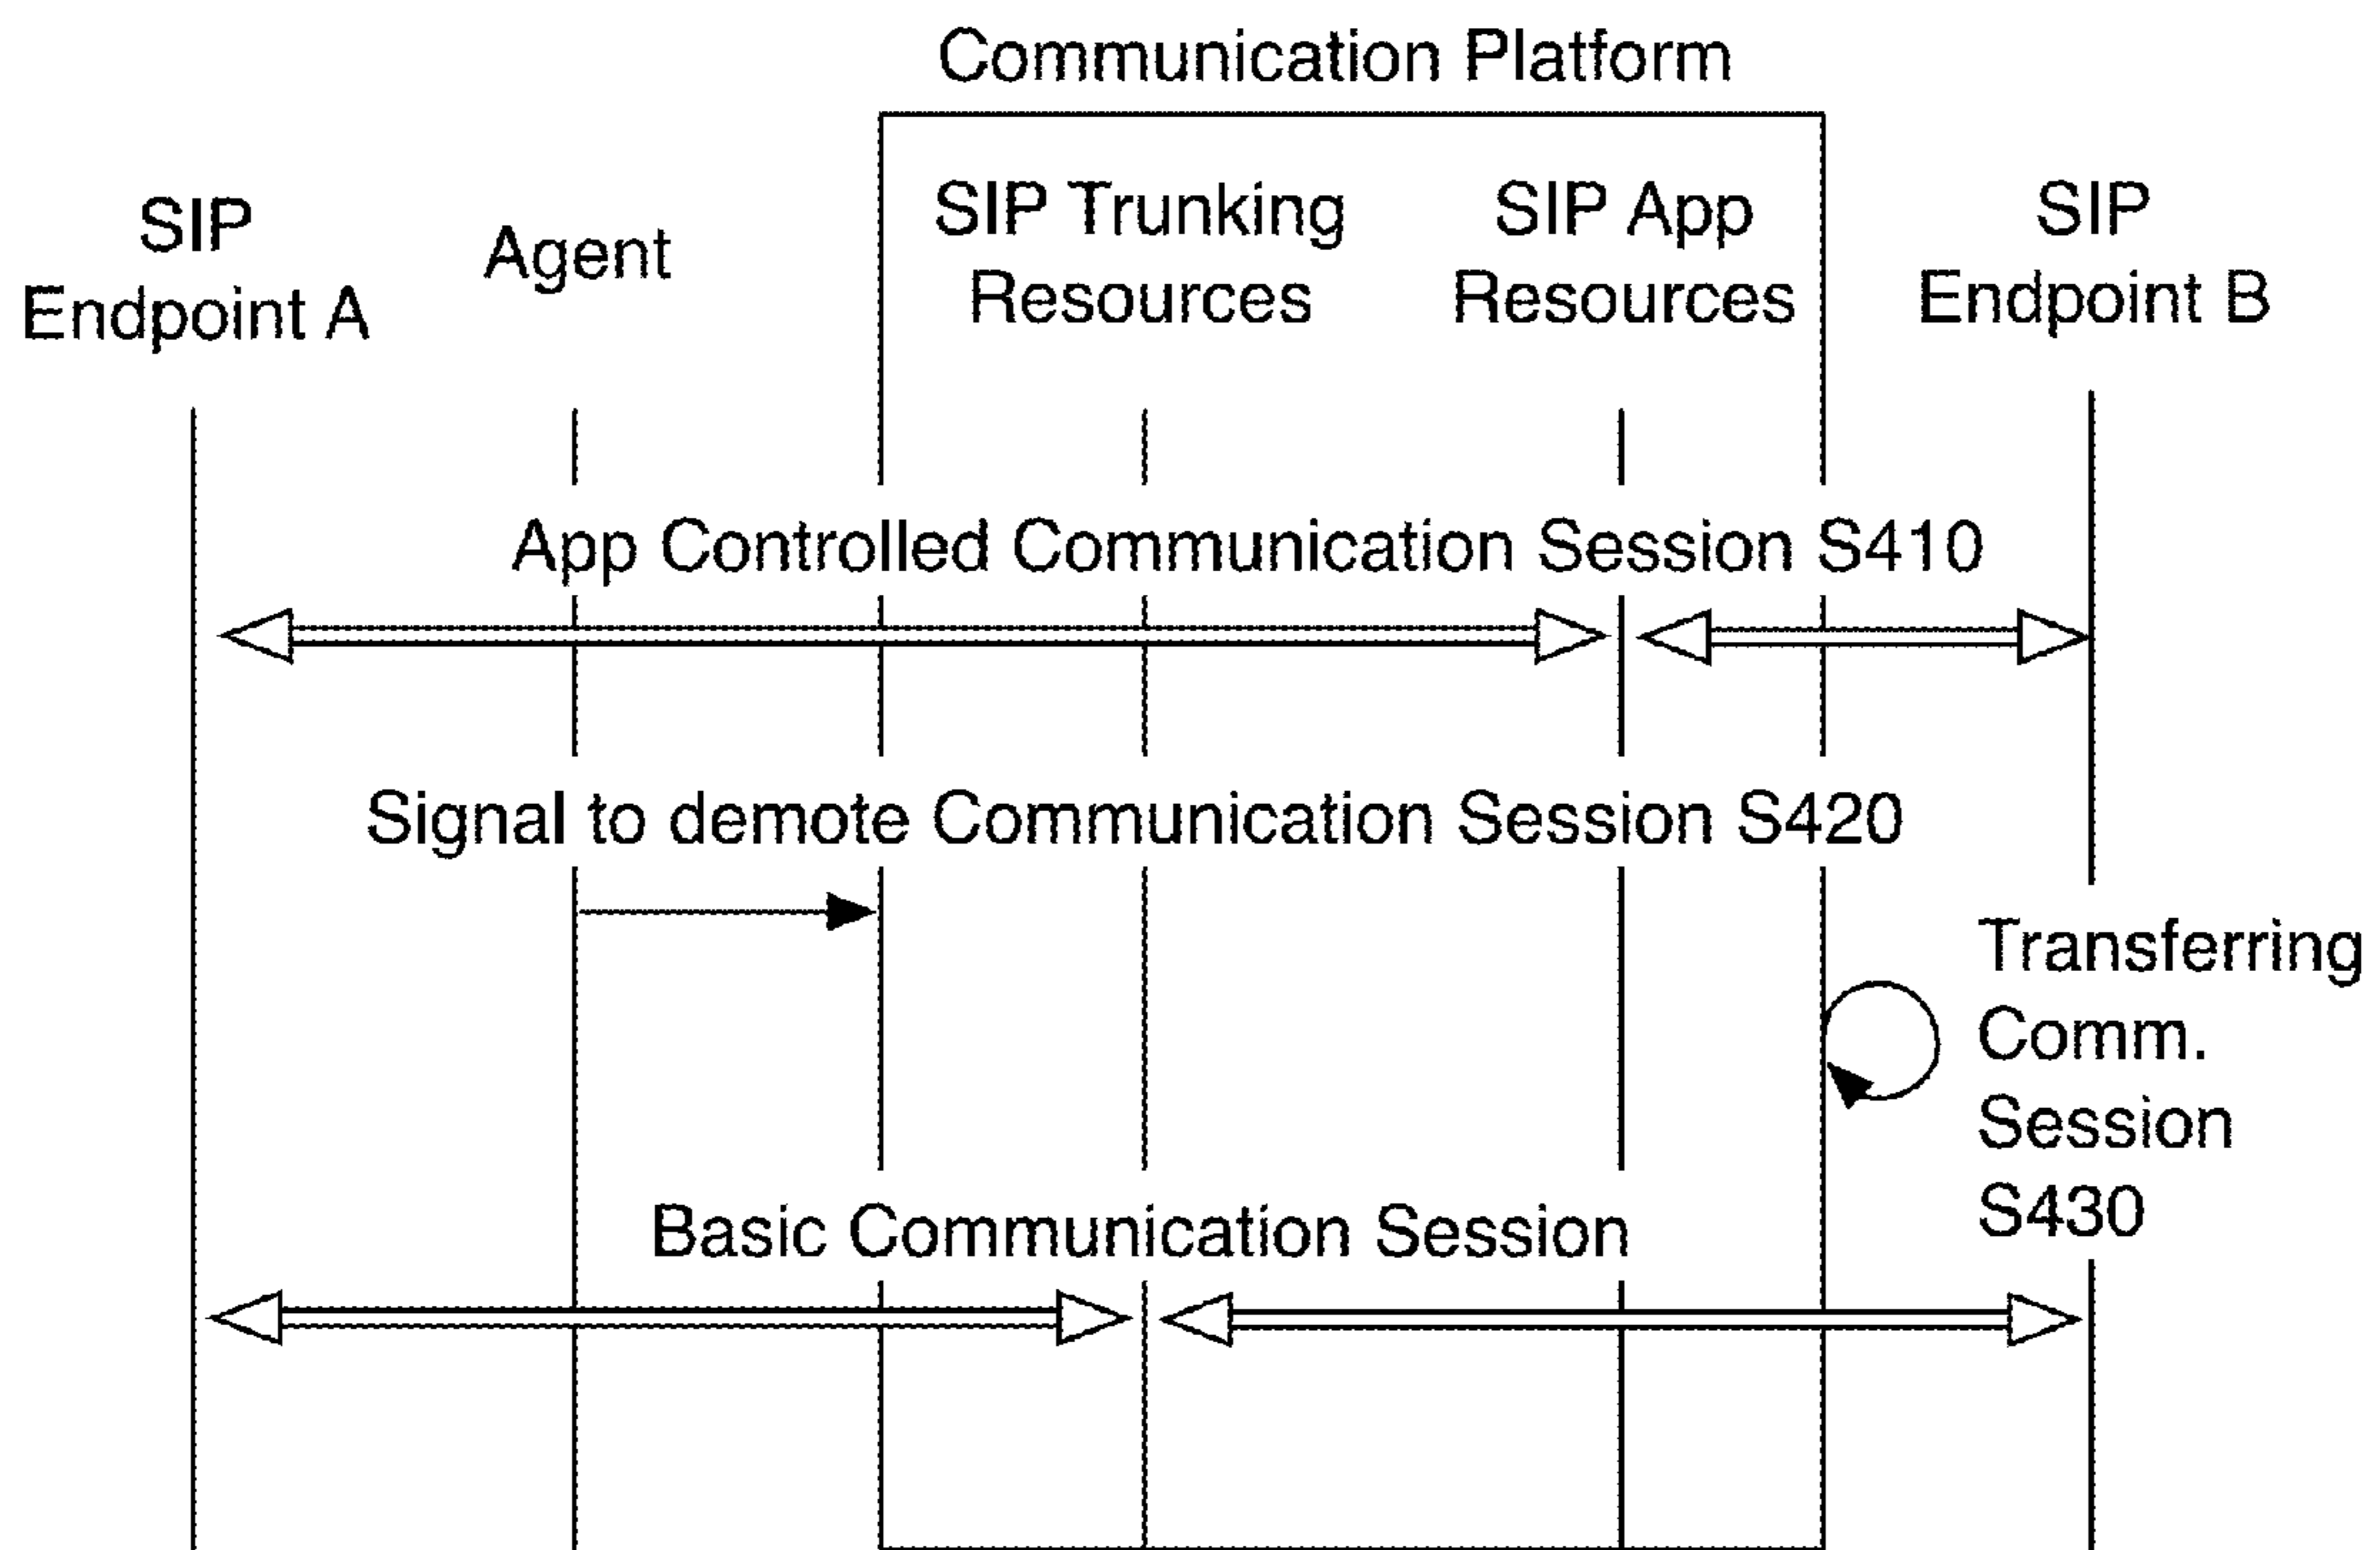 Communication Platform
SIP
Endpoint A
Agent
SIP Trunking
Resources
SIP App
Resources
SIP
Endpoint B
App Controlled Communication Session S410
Signal to demote Communication Session S420
Transferring
Comm.
Session
S430
Basic Communication Session